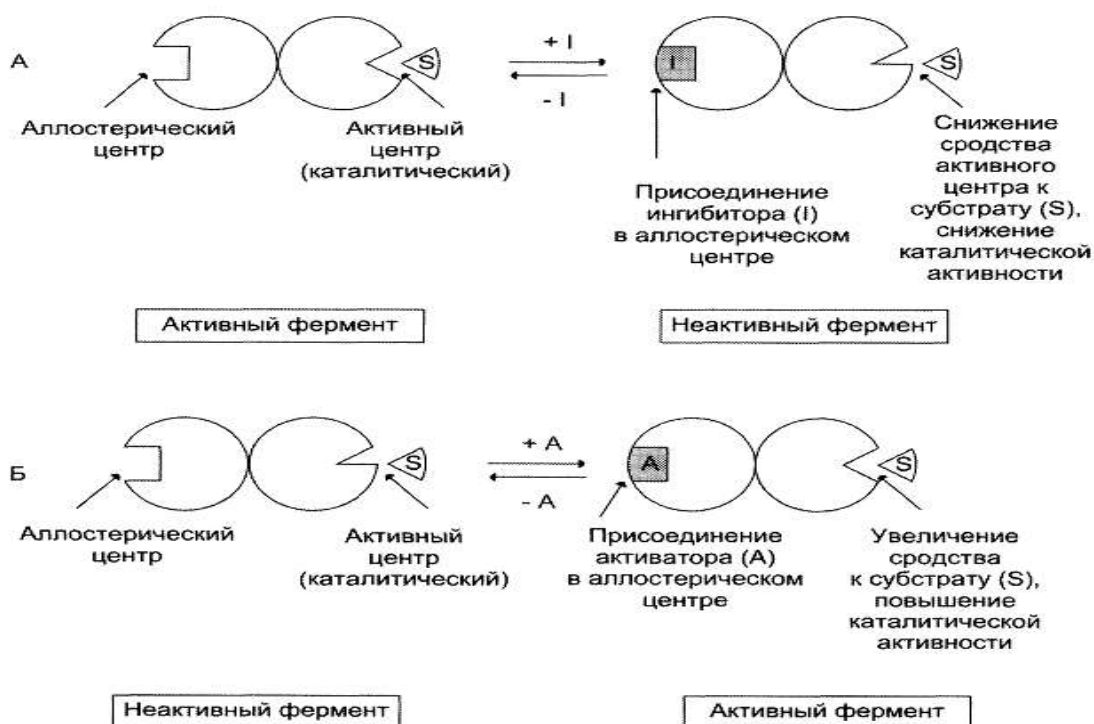 А
S
+ I
- I
I
S
Аллостерический
центр
Активный
центр
(каталитический)
Присоединение
ингибитора (I)
в аллостерическом
центре
Снижение
сродства
активного
центра к
субстрату (S),
снижение
каталитической
активности
Активный фермент
Неактивный фермент
Б
S
+ А
- А
А
S
Аллостерический
центр
Активный
центр
(каталитический)
Присоединение
активатора (А)
в аллостерическом
центре
Увеличение
сродства
к субстрату (S),
повышение
каталитической
активности
Неактивный фермент
Активный фермент